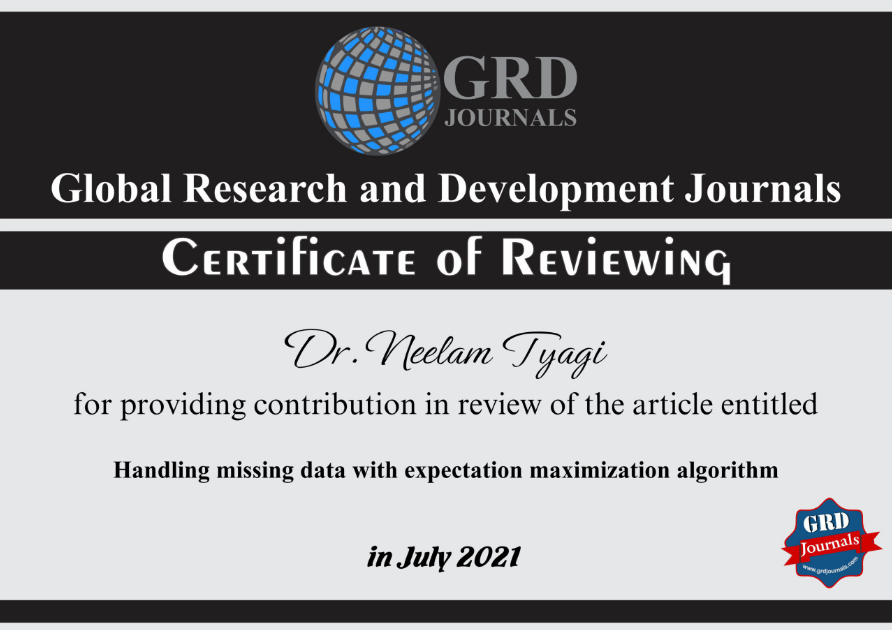 GRD
JOURNALS
Global Research and Development Journals
Certificate of Reviewing
Dr. Neelam Tyagi
for providing contribution in review of the article entitled
Handling missing data with expectation maximization algorithm
in July 2021
GRD
Journals
www.grdjournals.com